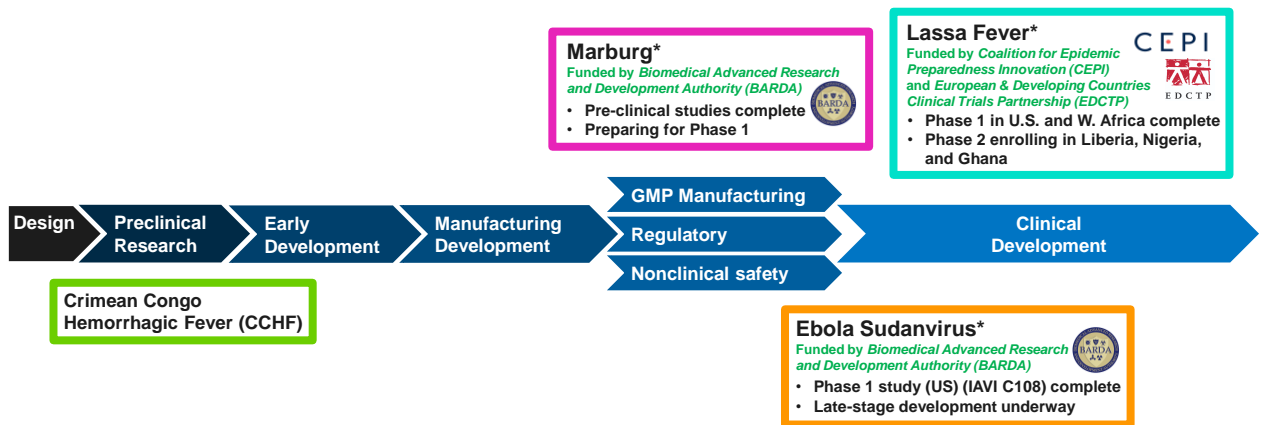 Marburg*
Funded by Biomedical Advanced Research
and Development Authority (BARDA)
• Pre-clinical studies complete
• Preparing for Phase 1
BARDA
Lassa Fever*
Funded by Coalition for Epidemic
Preparedness Innovation (CEPI)
and European & Developing Countries
Clinical Trials Partnership (EDCTP)
• Phase 1 in U.S. and W. Africa complete
• Phase 2 enrolling in Liberia, Nigeria,
and Ghana
CEPI
EDCTP
Design
Preclinical
Research
Early
Development
Manufacturing
Development
GMP Manufacturing
Regulatory
Nonclinical safety
Clinical
Development
Crimean Congo
Hemorrhagic Fever (CCHF)
Ebola Sudanvirus*
Funded by Biomedical Advanced Research
and Development Authority (BARDA)
• Phase 1 study (US) (IAVI C108) complete
• Late-stage development underway
BARDA